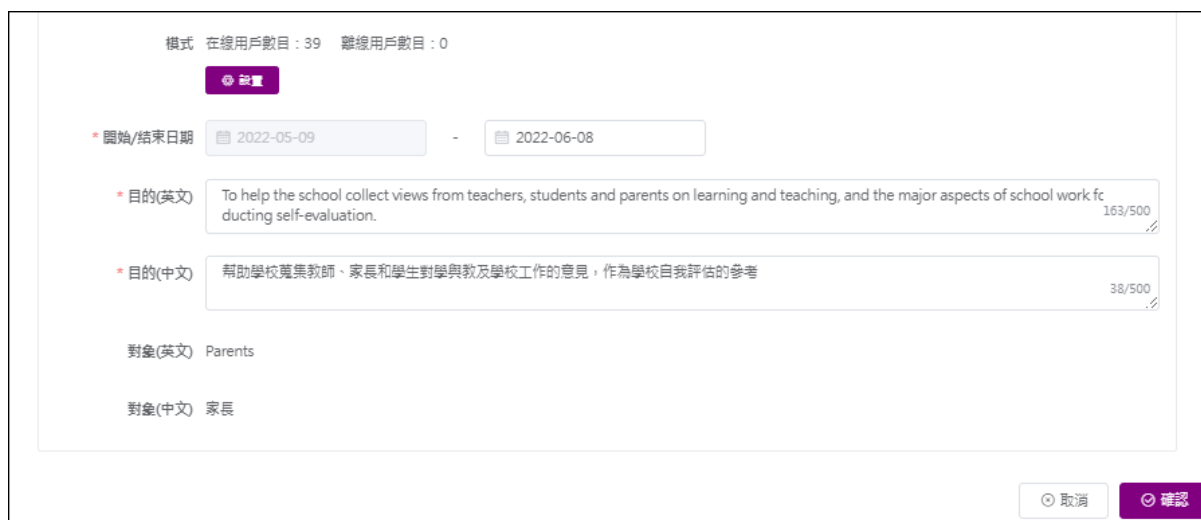 模式 在線用戶數目：39 離線用戶數目：0
設置
* 開始/结束日期 2022-05-09 - 2022-06-08
* 目的(英文) To help the school collect views from teachers, students and parents on learning and teaching, and the major aspects of school work fc
ducting self-evaluation.
163/500
* 目的(中文) 幫助學校蒐集教師、家長和學生對學與教及學校工作的意見，作為學校自我評估的參考
38/500
對象(英文) Parents
對象(中文) 家長
取消 確認